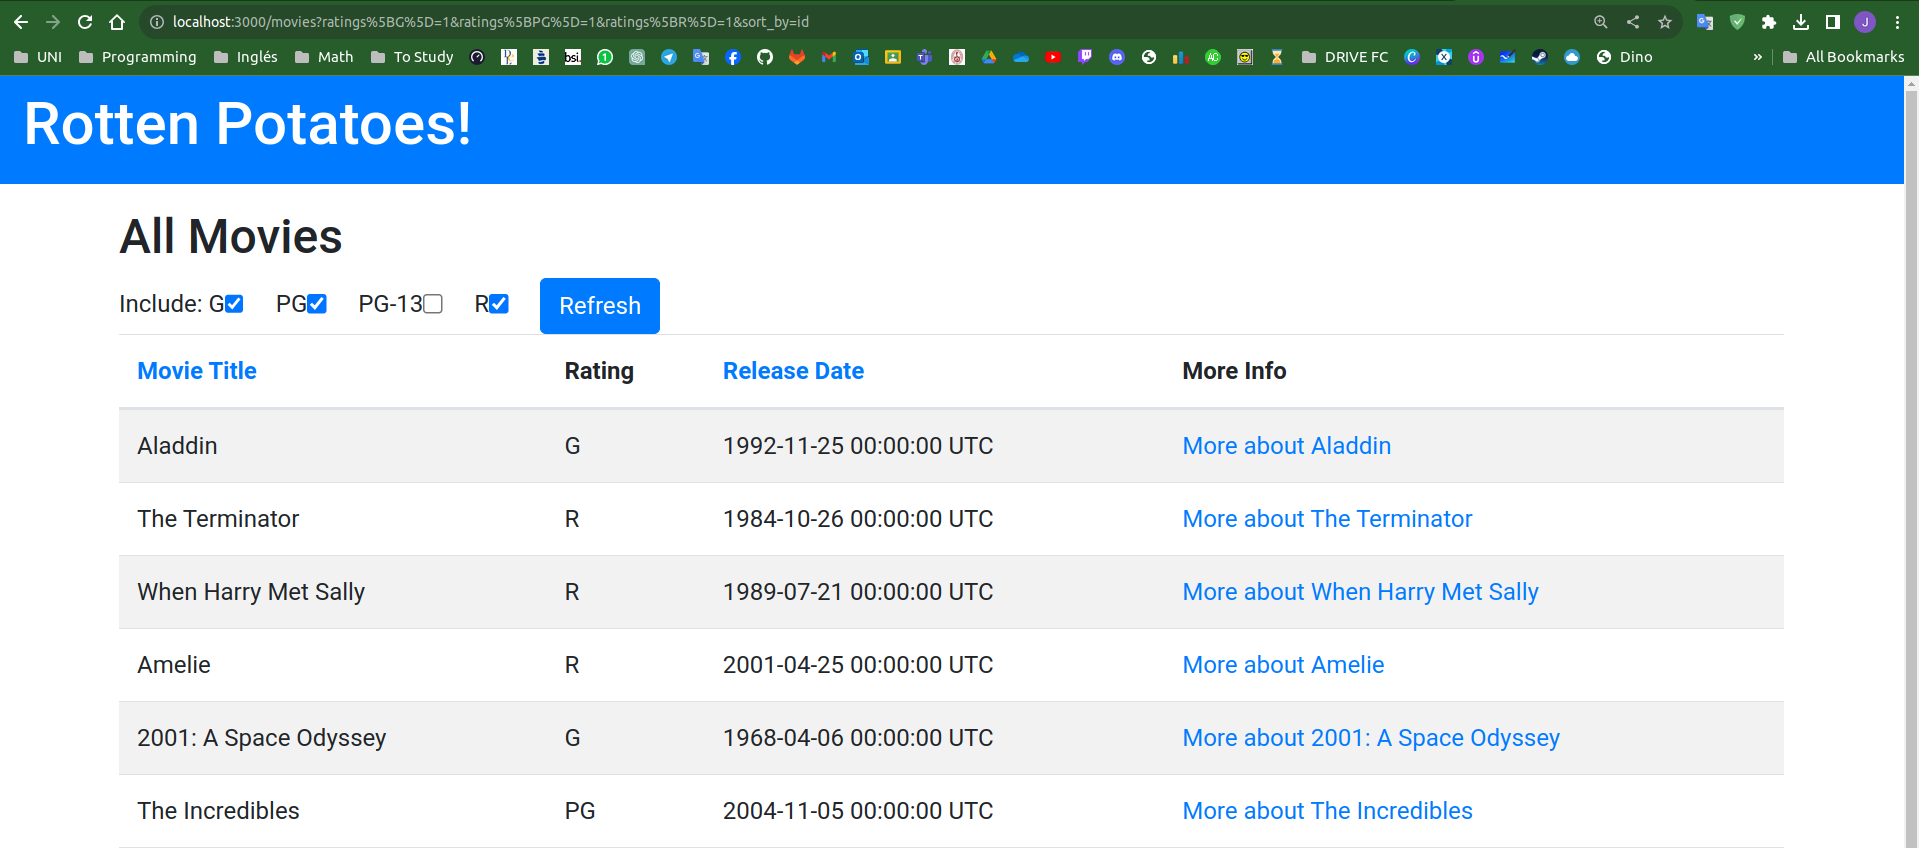 localhost:3000/movies?ratings%5BG%5D=1&ratings%5BPG%5D=1&ratings%5BR%5D=1&sort_by=id
J
UNI Programming Inglés Math To Study bsi. 1 DRIVE FC Dino » All Bookmarks
Rotten Potatoes!
All Movies
Include: G PG PG-13 R Refresh
Movie Title Rating Release Date More Info
Aladdin G 1992-11-25 00:00:00 UTC More about Aladdin
The Terminator R 1984-10-26 00:00:00 UTC More about The Terminator
When Harry Met Sally R 1989-07-21 00:00:00 UTC More about When Harry Met Sally
Amelie R 2001-04-25 00:00:00 UTC More about Amelie
2001: A Space Odyssey G 1968-04-06 00:00:00 UTC More about 2001: A Space Odyssey
The Incredibles PG 2004-11-05 00:00:00 UTC More about The Incredibles